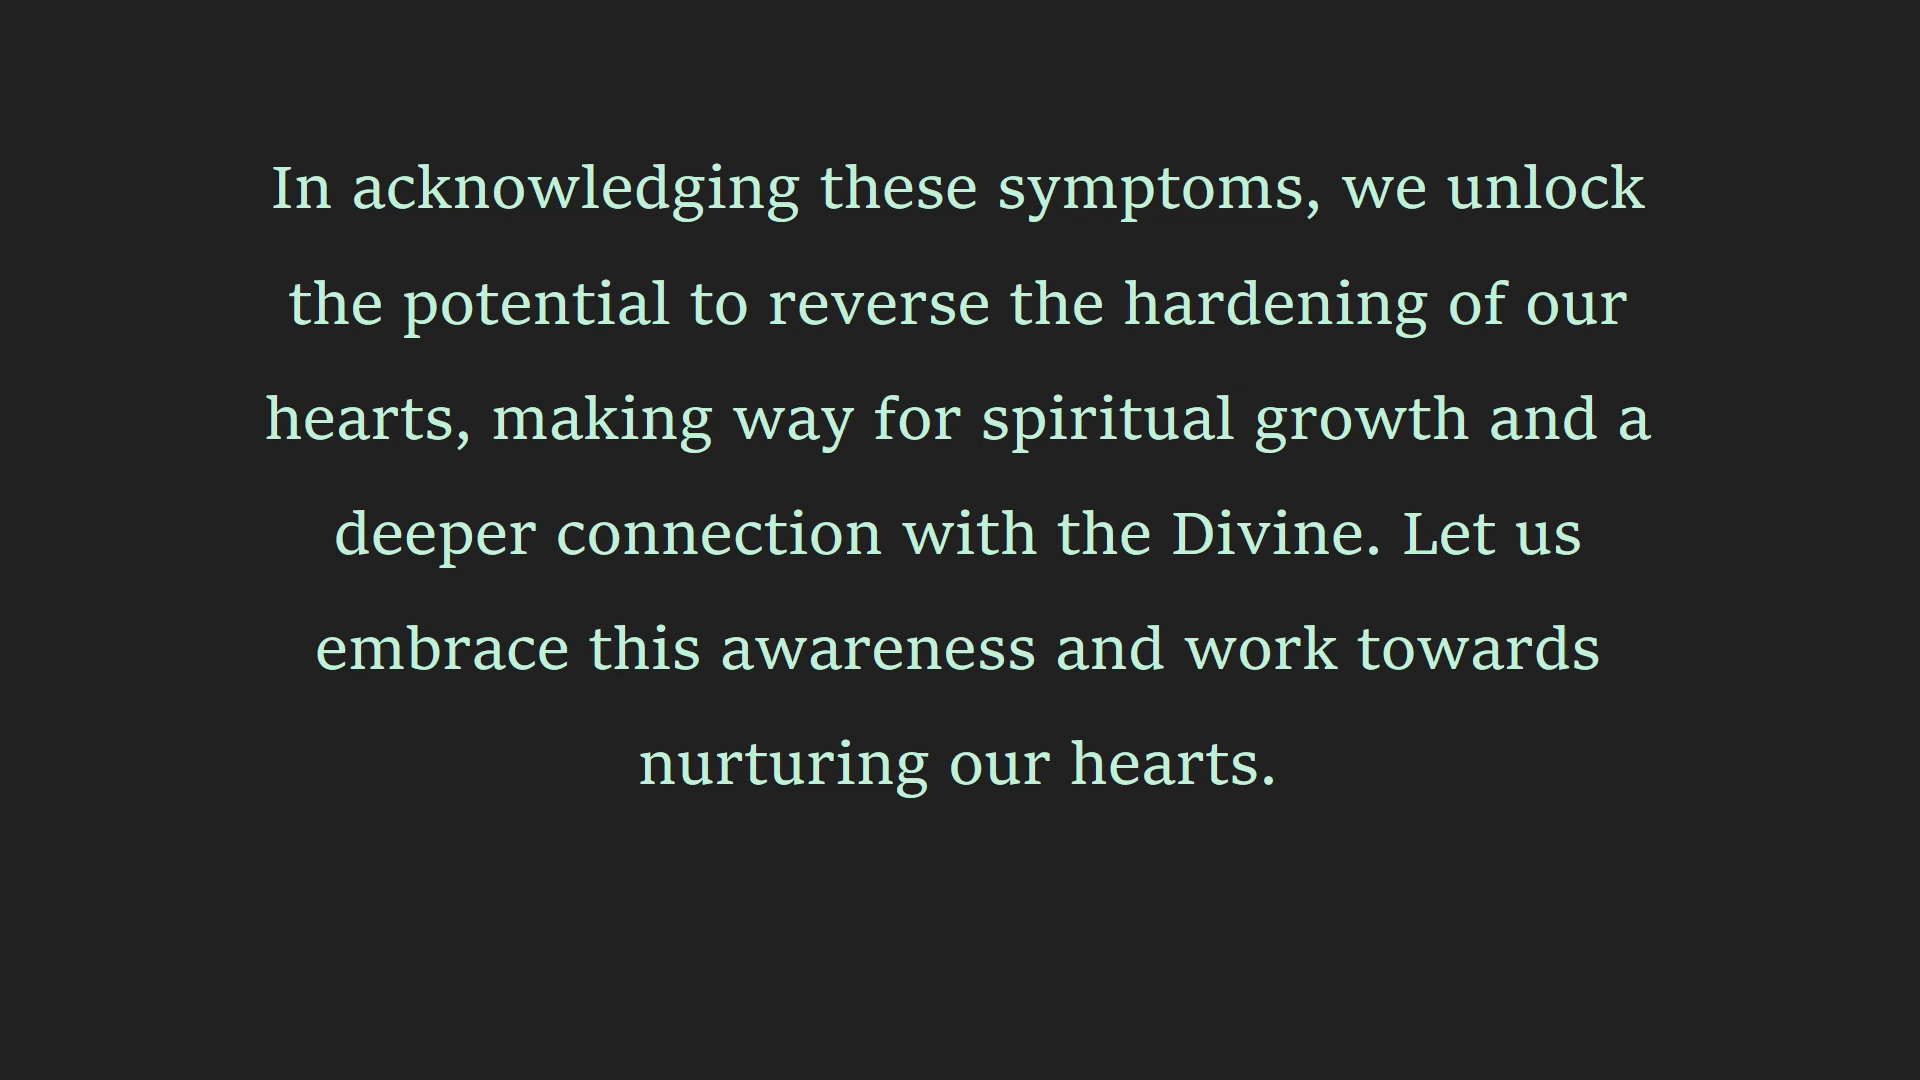 In acknowledging these symptoms, we unlock
the potential to reverse the hardening of our
hearts, making way for spiritual growth and a
deeper connection with the Divine. Let us
embrace this awareness and work towards
nurturing our hearts.